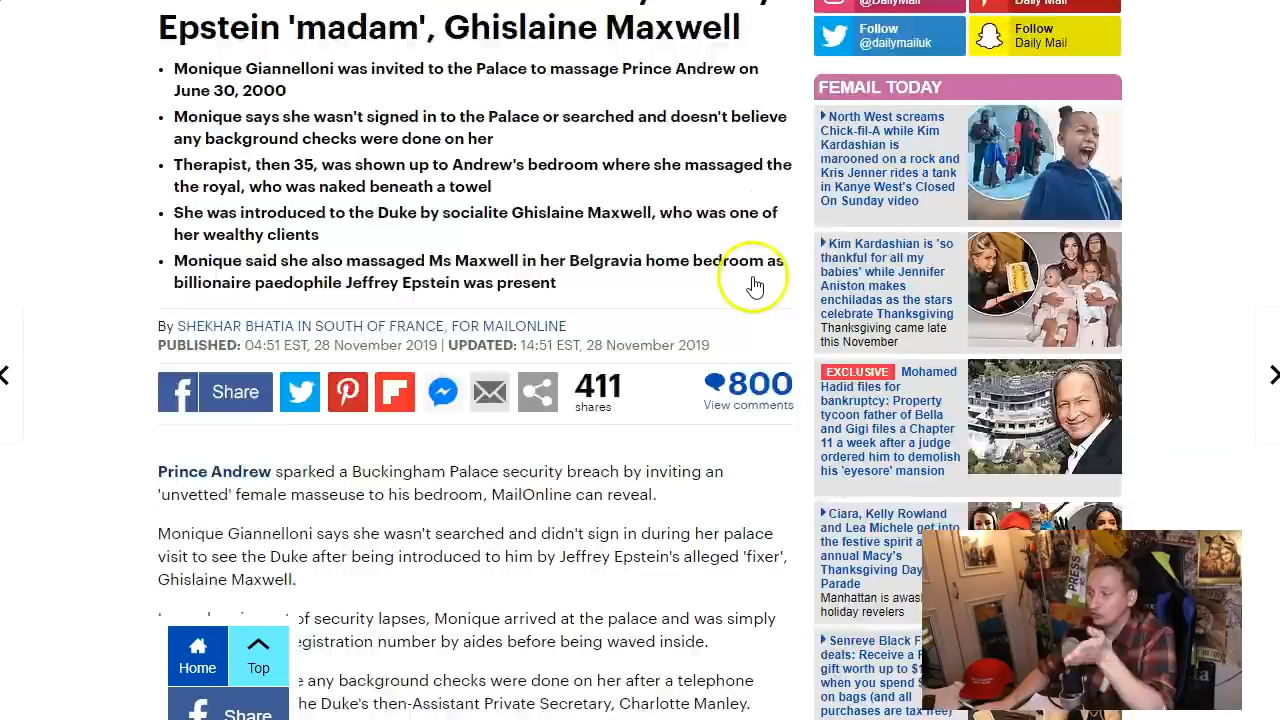 Epstein 'madam', Ghislaine Maxwell
Monique Giannelloni was invited to the Palace to massage Prince Andrew on
June 30, 2000
Monique says she wasn't signed in to the Palace or searched and doesn't believe
any background checks were done on her
Therapist, then 35, was shown up to Andrew's bedroom where she massaged the
the royal, who was naked beneath a towel
She was introduced to the Duke by socialite Ghislaine Maxwell, who was one of
her wealthy clients
Monique said she also massaged Ms Maxwell in her Belgravia home bedroom as
billionaire paedophile Jeffrey Epstein was present
By SHEKHAR BHATIA IN SOUTH OF FRANCE, FOR MAILONLINE
PUBLISHED: 04:51 EST, 28 November 2019 | UPDATED: 14:51 EST, 28 November 2019
Share
411
shares
800
View comments
Prince Andrew sparked a Buckingham Palace security breach by inviting an
'unvetted' female masseuse to his bedroom, MailOnline can reveal.
Monique Giannelloni says she wasn't searched and didn't sign in during her palace
visit to see the Duke after being introduced to him by Jeffrey Epstein's alleged 'fixer',
Ghislaine Maxwell.
of security lapses, Monique arrived at the palace and was simply
egistration number by aides before being waved inside.
any background checks were done on her after a telephone
he Duke's then-Assistant Private Secretary, Charlotte Manley.
Home
Top
Share
@DailyMail
Daily Mail
Follow
@dailymailuk
Follow
Daily Mail
FEMAIL TODAY
North West screams
Chick-fil-A while Kim
Kardashian is
marooned on a rock and
Kris Jenner rides a tank
in Kanye West's Closed
On Sunday video
Kim Kardashian is 'so
thankful for all my
babies' while Jennifer
Aniston makes
enchiladas as the stars
celebrate Thanksgiving
Thanksgiving came late
this November
EXCLUSIVE Mohamed
Hadid files for
bankruptcy: Property
tycoon father of Bella
and Gigi files a Chapter
11 a week after a judge
ordered him to demolish
his 'eyesore' mansion
Ciara, Kelly Rowland
and Lea Michele get into
the festive spirit a
annual Macy's
Thanksgiving Day
Parade
Manhattan is awas
holiday revelers
Senreve Black F
deals: Receive a F
gift worth up to $1
when you spend $
on bags (and all
purchases are tax free)
PRESS